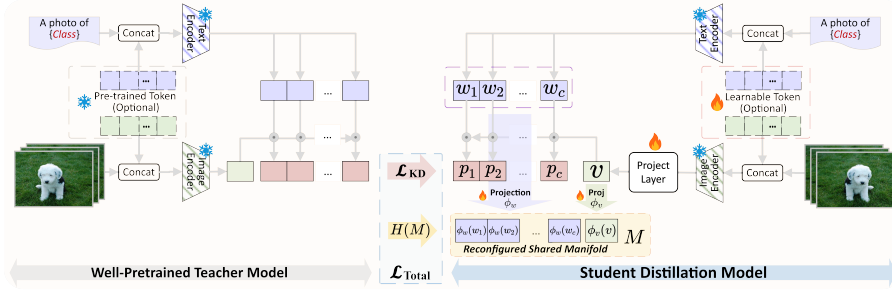 A photo of
{Class}
Concat
Text
Encoder
...
Pre-trained Token
(Optional)
...
Concat
Image
Encoder
...
...
...
𝓛KD
H(M)
𝓛Total
Well-Pretrained Teacher Model
Text
Encoder
Concat
A photo of
{Class}
w1 w2 ... wc
...
Learnable Token
(Optional)
...
...
p1 p2 ... pc v
Project
Layer
Image
Encoder
Concat
Projection
ϕw
Proj
ϕv
ϕw(w1) ϕw(w2) ... ϕw(wc) ϕv(v) M
Reconfigured Shared Manifold
Student Distillation Model